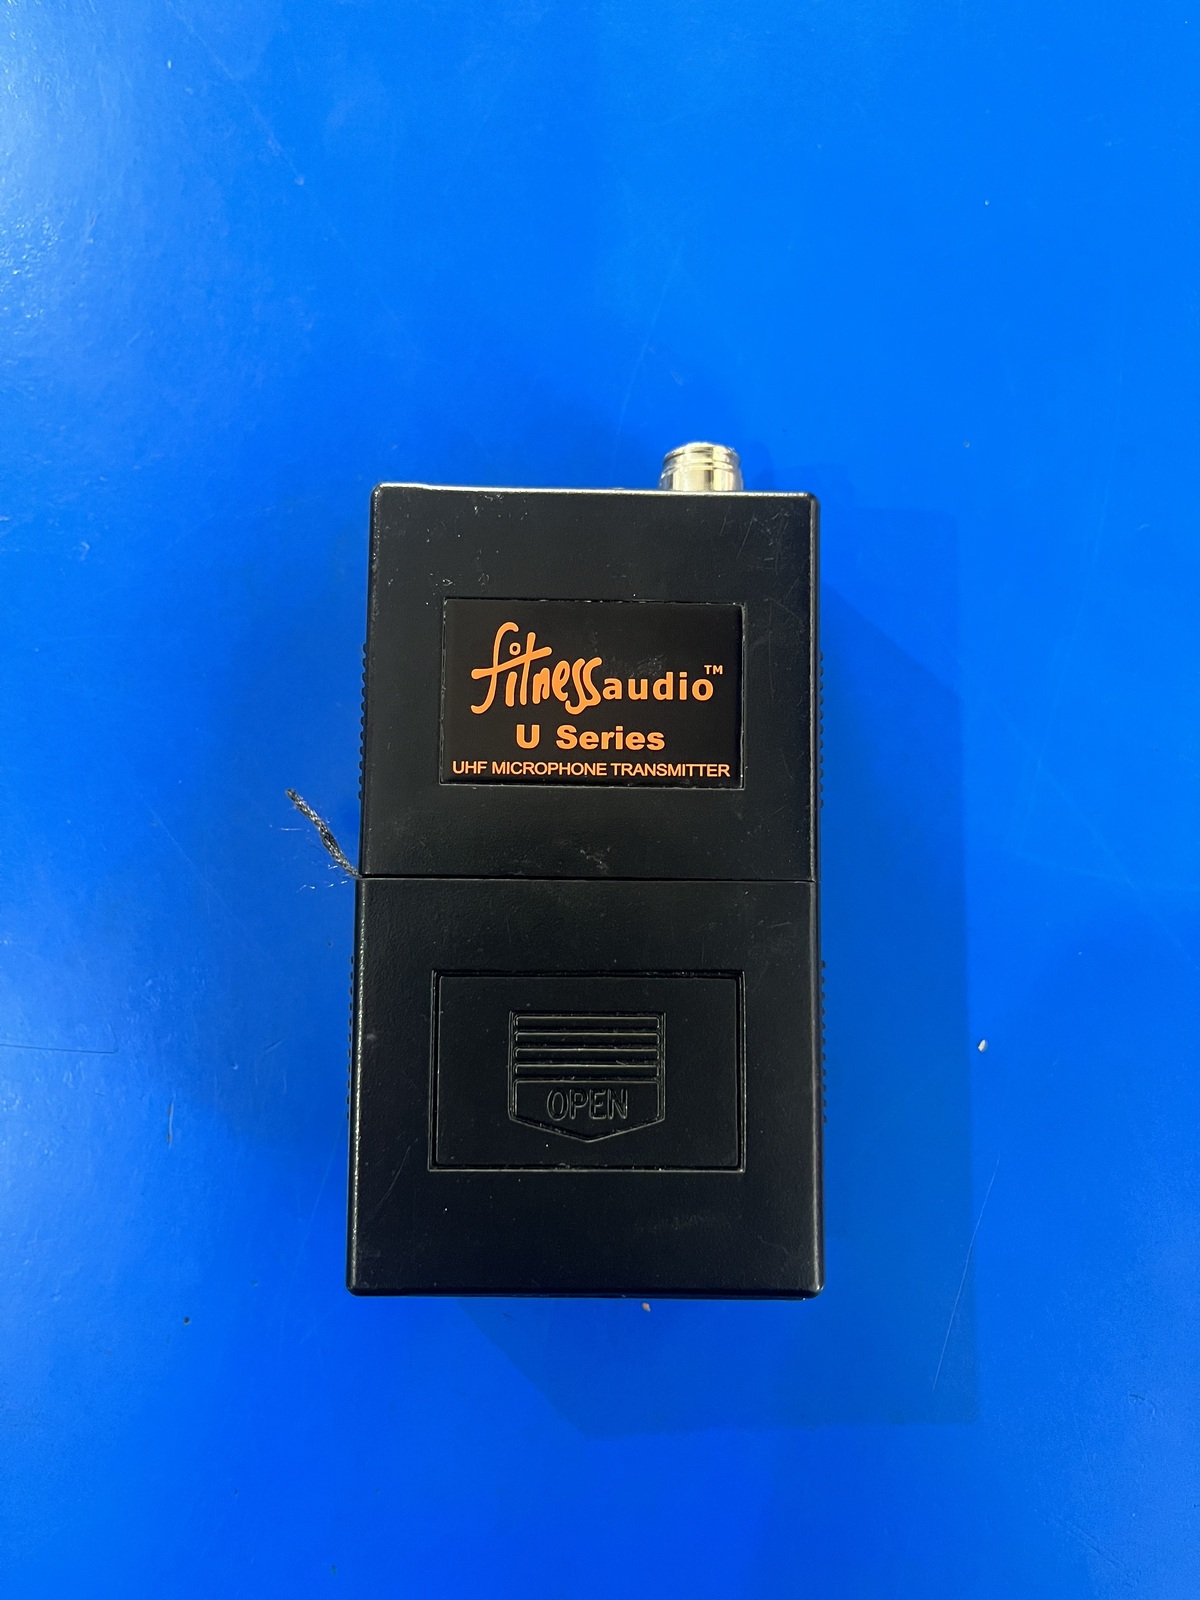 fitnessaudio™
U Series
UHF MICROPHONE TRANSMITTER
OPEN